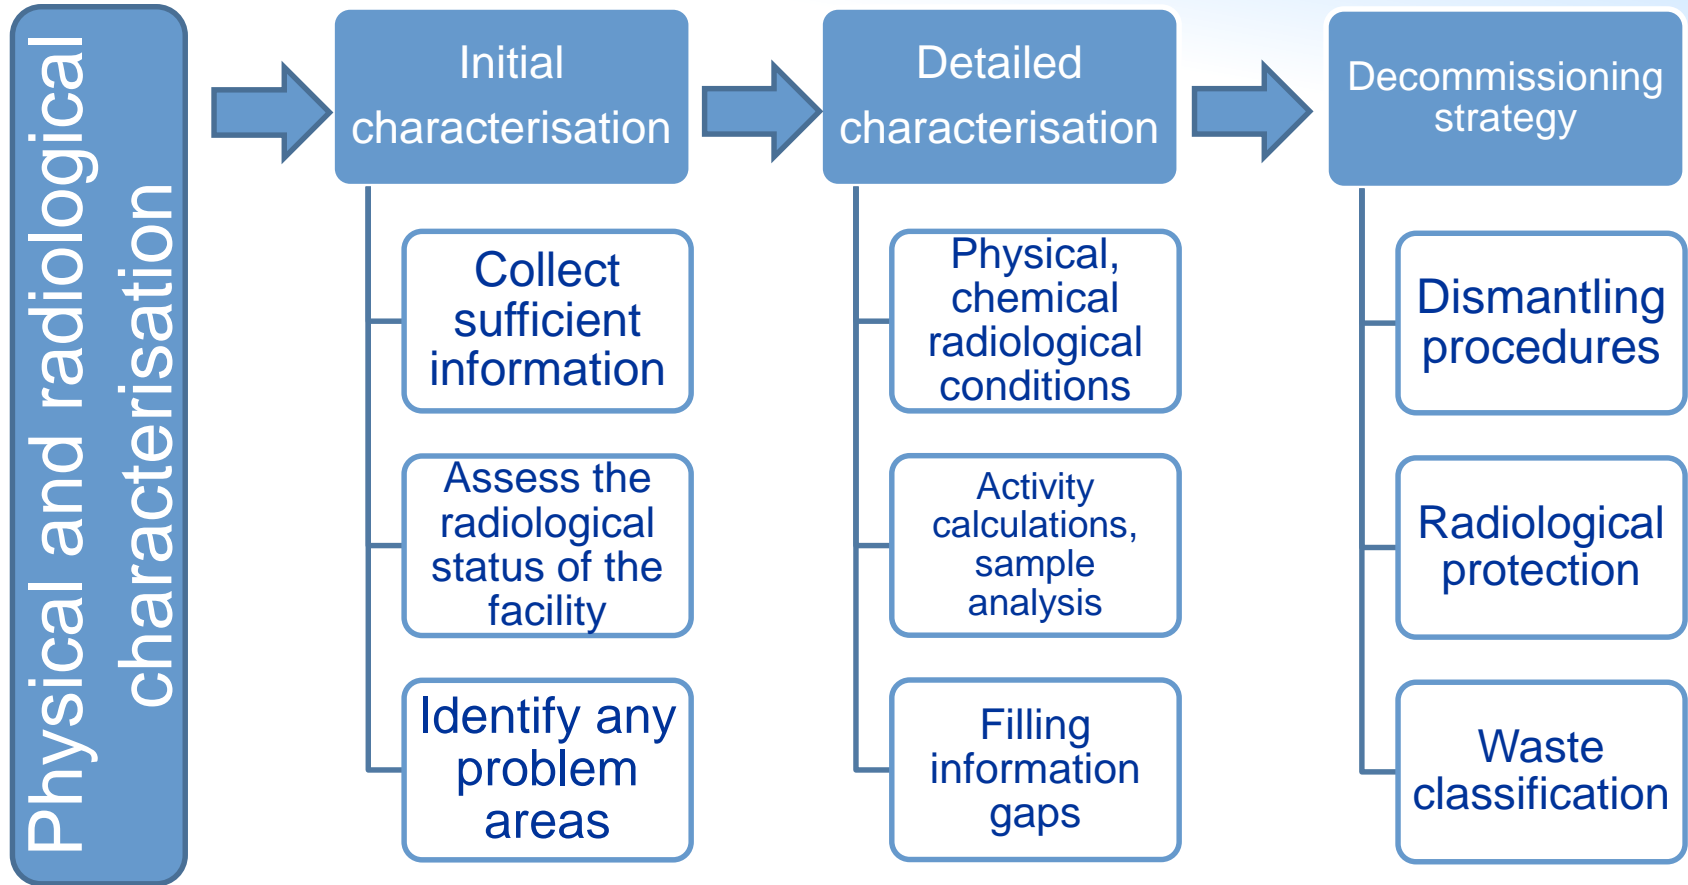 Physical and radiological
characterisation
Initial
characterisation
Collect
sufficient
information
Assess the
radiological
status of the
facility
Identify any
problem
areas
Detailed
characterisation
Physical,
chemical
radiological
conditions
Activity
calculations,
sample
analysis
Filling
information
gaps
Decommissioning
strategy
Dismantling
procedures
Radiological
protection
Waste
classification